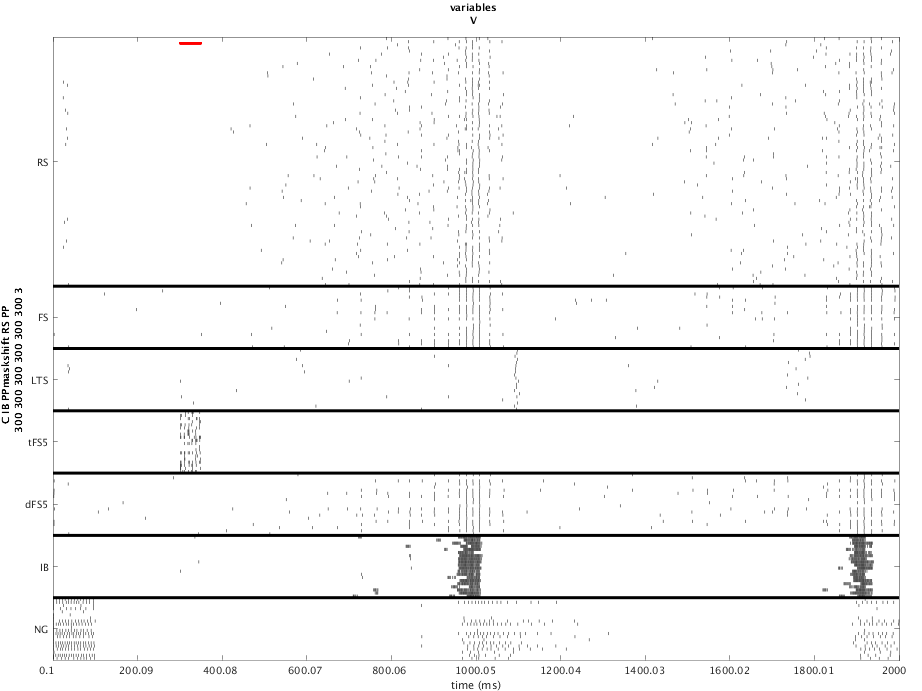 variables
V
RS
FS
LTS
tFS5
dFS5
IB
NG
C IB PPmaskshift RS PP
300 300 300 300 300 300 3
0.1 200.09 400.08 600.07 800.06 1000.05 1200.04 1400.03 1600.02 1800.01 2000
time (ms)